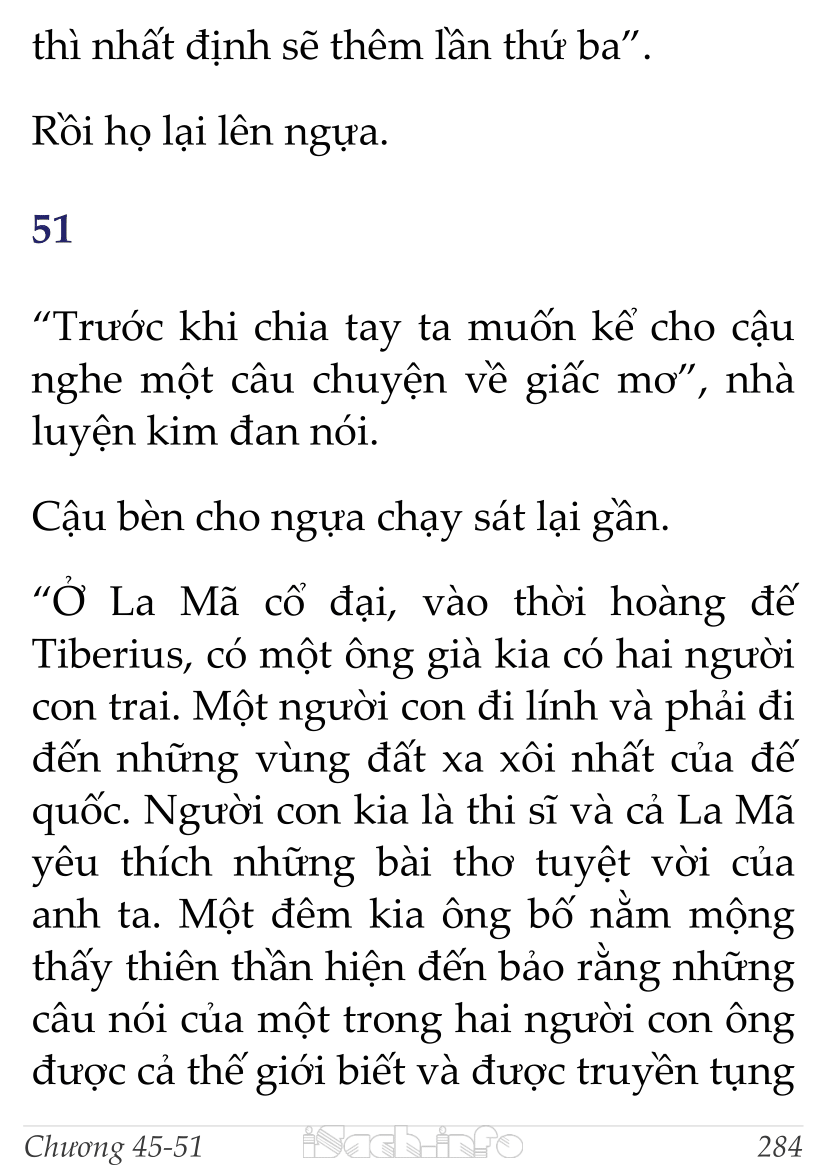 thì nhất định sẽ thêm lần thứ ba”.
Rồi họ lại lên ngựa.
51
“Trước khi chia tay ta muốn kể cho cậu
nghe một câu chuyện về giấc mơ”, nhà
luyện kim đan nói.
Cậu bèn cho ngựa chạy sát lại gần.
“Ở La Mã cổ đại, vào thời hoàng đế
Tiberius, có một ông già kia có hai người
con trai. Một người con đi lính và phải đi
đến những vùng đất xa xôi nhất của đế
quốc. Người con kia là thi sĩ và cả La Mã
yêu thích những bài thơ tuyệt vời của
anh ta. Một đêm kia ông bố nằm mộng
thấy thiên thần hiện đến bảo rằng những
câu nói của một trong hai người con ông
được cả thế giới biết và được truyền tụng
Chương 45-51 iSach.info 284